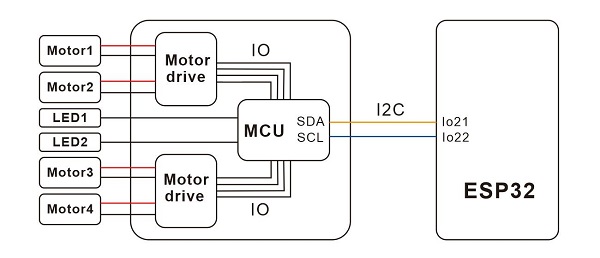 Motor1
Motor2
LED1
LED2
Motor3
Motor4
Motor
drive
IO
MCU
SDA
SCL
Motor
drive
IO
I2C
Io21
Io22
ESP32